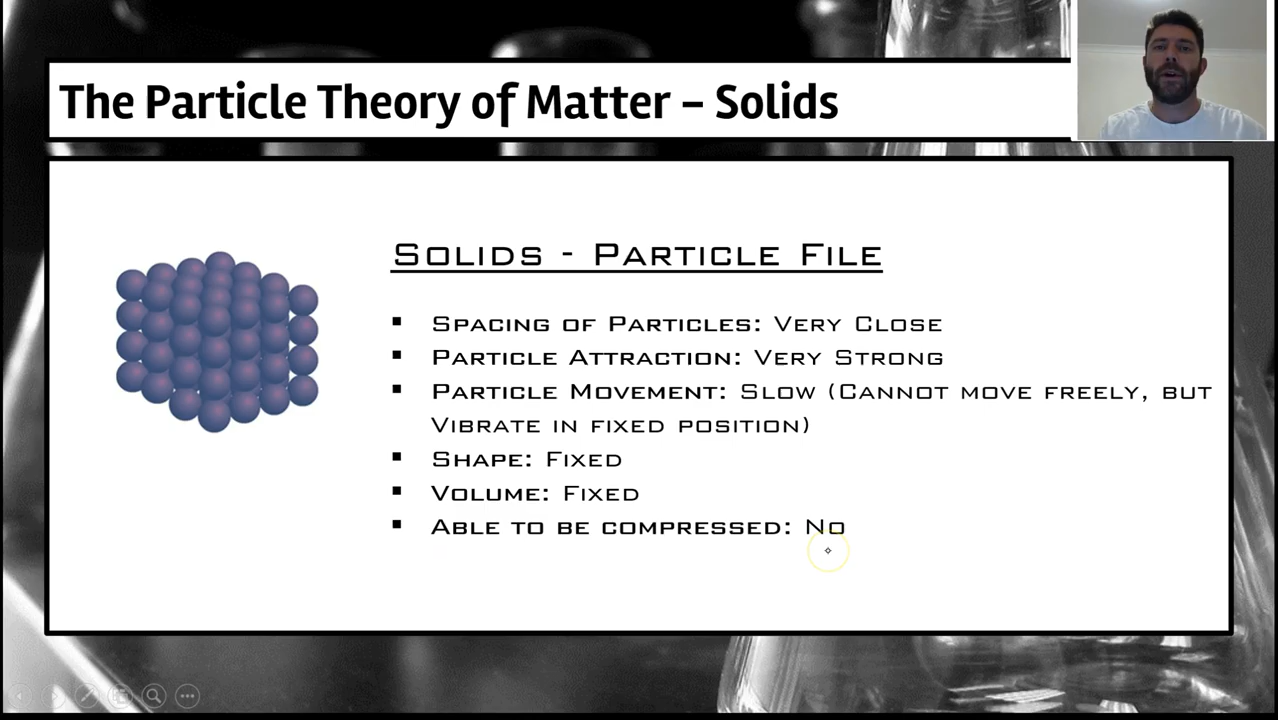 The Particle Theory of Matter – Solids
Solids - Particle File
▪ Spacing of Particles: Very Close
▪ Particle Attraction: Very Strong
▪ Particle Movement: Slow (Cannot move freely, but
Vibrate in fixed position)
▪ Shape: Fixed
▪ Volume: Fixed
▪ Able to be compressed: No